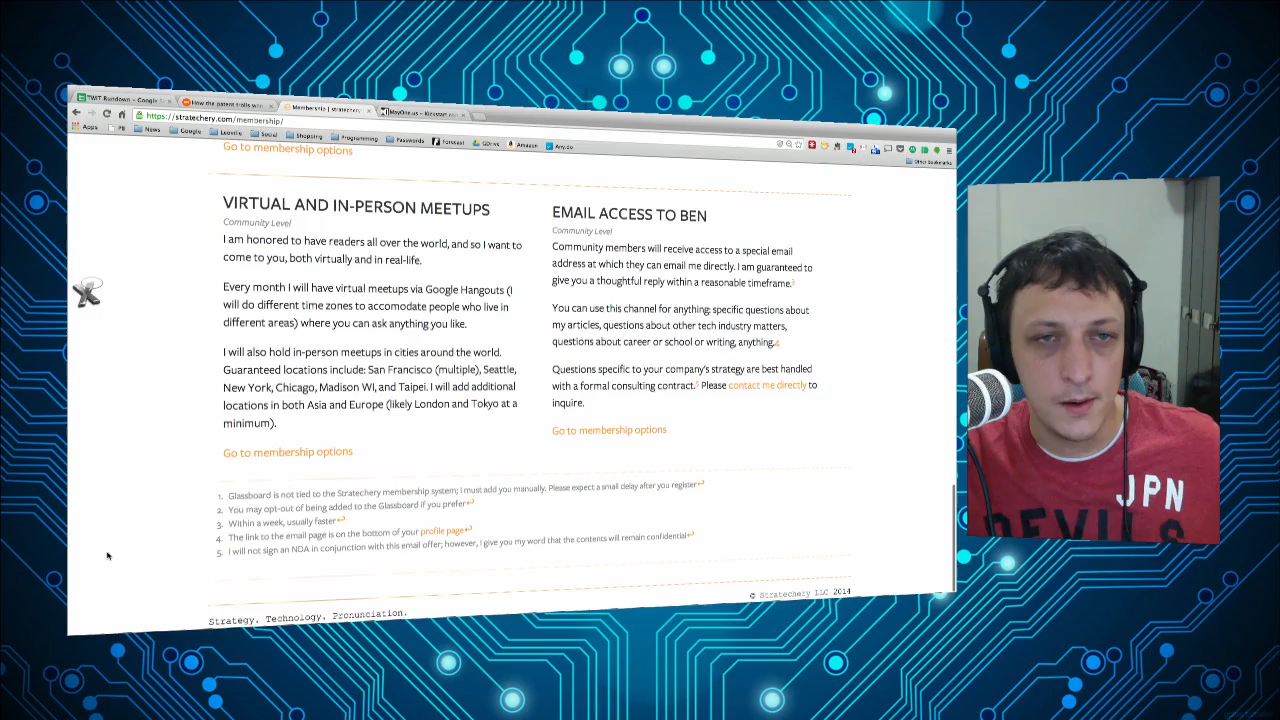 TWiT Rundown - Google
How the patent trolls won
Membership | stratechery
MayOne.us - Kickstart
https://stratechery.com/membership/
Apps PB News Google Leoville Social Shopping Programming Passwords Forecast GDrive Amazon Any.do
Other Bookmarks
Go to membership options
VIRTUAL AND IN-PERSON MEETUPS
Community Level
I am honored to have readers all over the world, and so I want to
come to you, both virtually and in real-life.
Every month I will have virtual meetups via Google Hangouts (I
will do different time zones to accomodate people who live in
different areas) where you can ask anything you like.
I will also hold in-person meetups in cities around the world.
Guaranteed locations include: San Francisco (multiple), Seattle,
New York, Chicago, Madison WI, and Taipei. I will add additional
locations in both Asia and Europe (likely London and Tokyo at a
minimum).
Go to membership options
EMAIL ACCESS TO BEN
Community Level
Community members will receive access to a special email
address at which they can email me directly. I am guaranteed to
give you a thoughtful reply within a reasonable timeframe.3
You can use this channel for anything: specific questions about
my articles, questions about other tech industry matters,
questions about career or school or writing, anything.4
Questions specific to your company's strategy are best handled
with a formal consulting contract.5 Please contact me directly to
inquire.
Go to membership options
1. Glassboard is not tied to the Stratechery membership system; I must add you manually. Please expect a small delay after you register↩
2. You may opt-out of being added to the Glassboard if you prefer↩
3. Within a week, usually faster↩
4. The link to the email page is on the bottom of your profile page↩
5. I will not sign an NDA in conjunction with this email offer; however, I give you my word that the contents will remain confidential↩
Strategy, Technology, Pronunciation.
© Stratechery LLC 2014
JPN
DEVILS